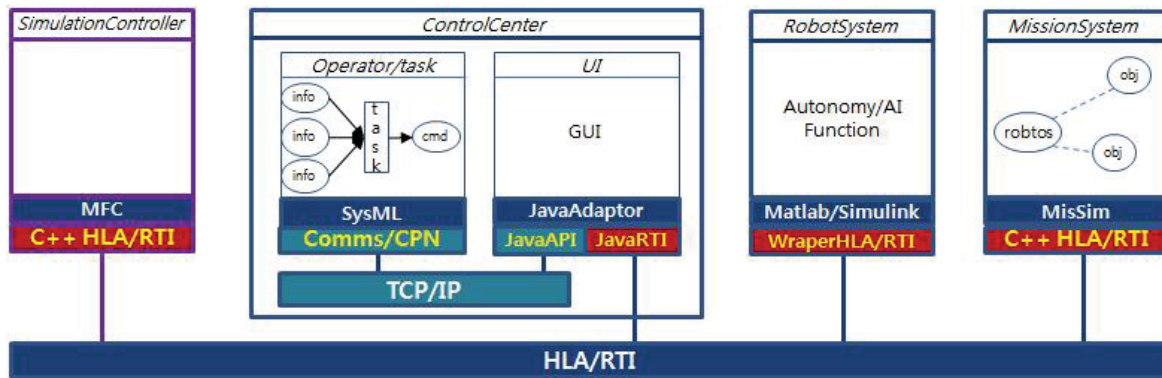 SimulationController
MFC
C++ HLA/RTI
ControlCenter
Operator/task
info
info
info
task
cmd
SysML
Comms/CPN
UI
GUI
JavaAdaptor
JavaAPI
JavaRTI
TCP/IP
RobotSystem
Autonomy/AI
Function
Matlab/Simulink
WraperHLA/RTI
MissionSystem
obj
robtos
obj
MisSim
C++ HLA/RTI
HLA/RTI